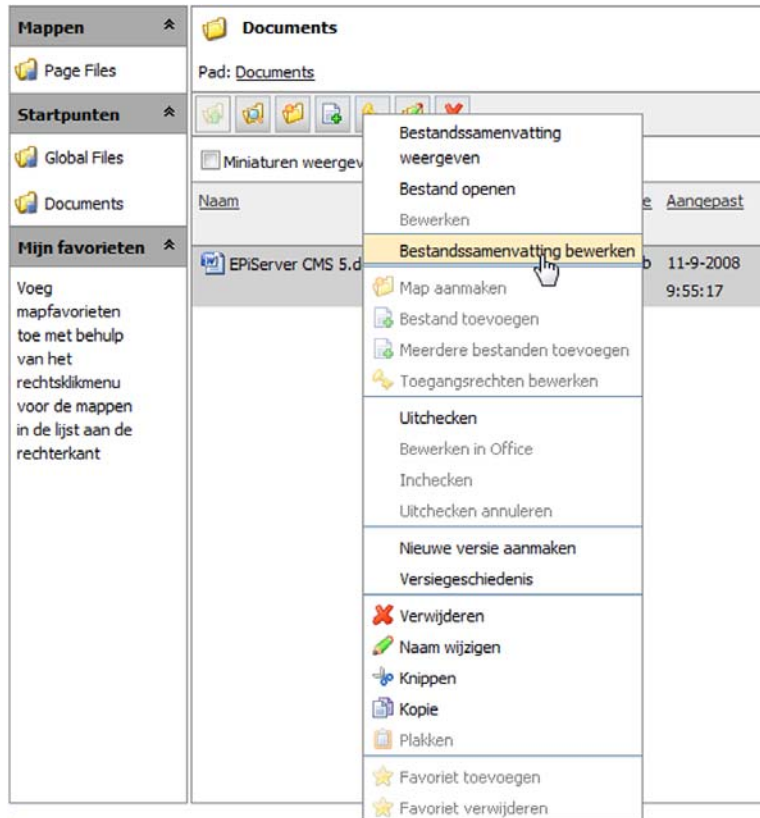 Mappen
Page Files
Startpunten
Global Files
Documents
Mijn favorieten
Voeg
mapfavorieten
toe met behulp
van het
rechtsklikmenu
voor de mappen
in de lijst aan de
rechterkant
Documents
Pad: Documents
Miniaturen weergev
Naam
e Aangepast
EPiServer CMS 5.d
b 11-9-2008
9:55:17
Bestandssamenvatting
weergeven
Bestand openen
Bewerken
Bestandssamenvatting bewerken
Map aanmaken
Bestand toevoegen
Meerdere bestanden toevoegen
Toegangsrechten bewerken
Uitchecken
Bewerken in Office
Inchecken
Uitchecken annuleren
Nieuwe versie aanmaken
Versiegeschiedenis
Verwijderen
Naam wijzigen
Knippen
Kopie
Plakken
Favoriet toevoegen
Favoriet verwijderen